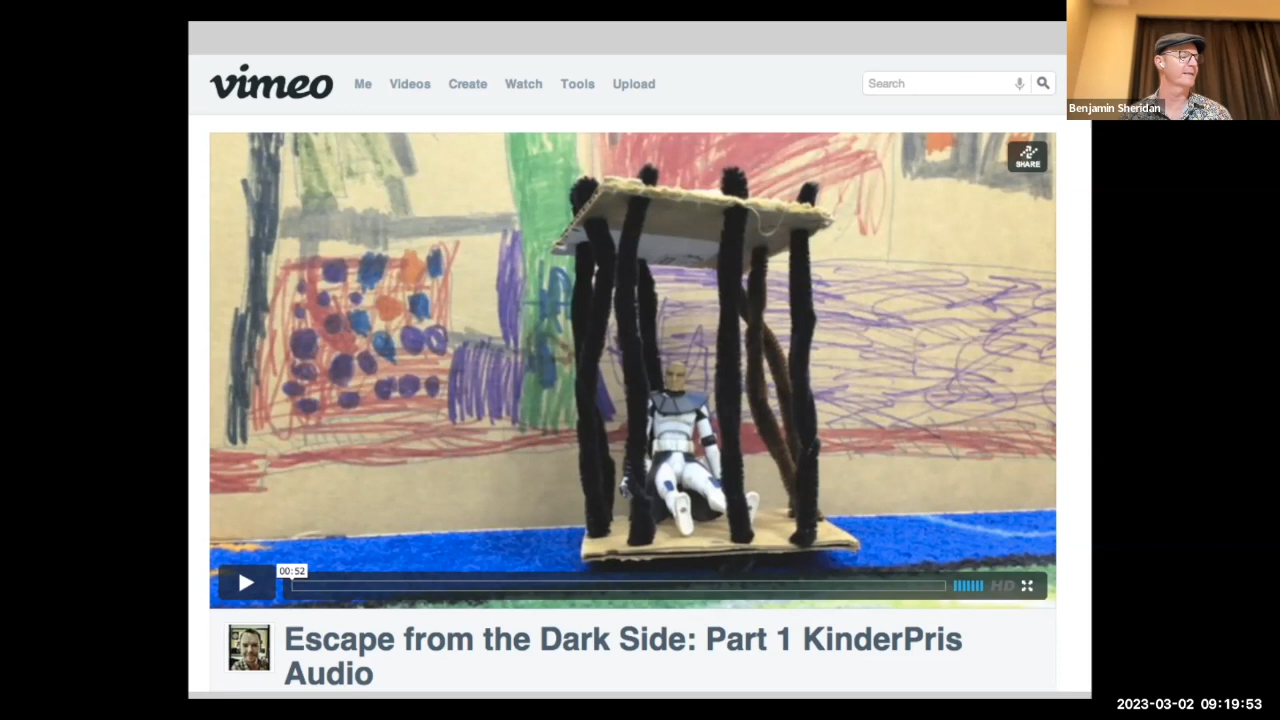 vimeo
Me Videos Create Watch Tools Upload
Search
Benjamin Sheridan
SHARE
00:52
HD
Escape from the Dark Side: Part 1 KinderPris
Audio
2023-03-02 09:19:53